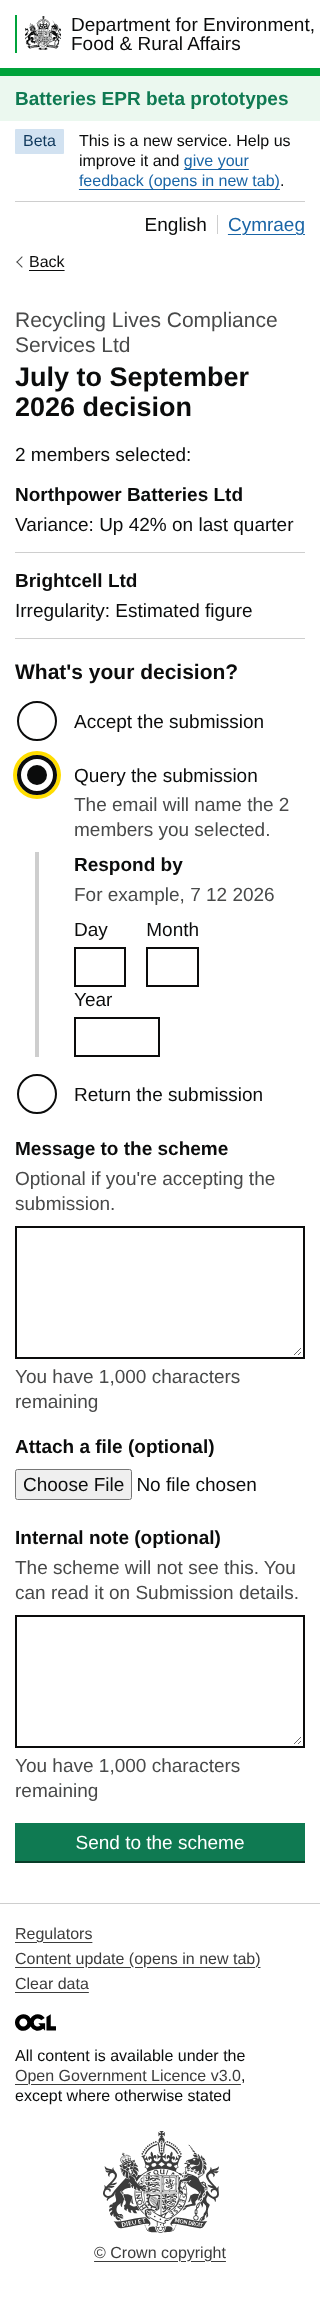 Department for Environment,
Food & Rural Affairs
Batteries EPR beta prototypes
Beta
This is a new service. Help us
improve it and give your
feedback (opens in new tab).
English
Cymraeg
Back
Recycling Lives Compliance
Services Ltd
July to September
2026 decision
2 members selected:
Northpower Batteries Ltd
Variance: Up 42% on last quarter
Brightcell Ltd
Irregularity: Estimated figure
What's your decision?
Accept the submission
Query the submission
The email will name the 2
members you selected.
Respond by
For example, 7 12 2026
Day
Month
Year
Return the submission
Message to the scheme
Optional if you're accepting the
submission.
You have 1,000 characters
remaining
Attach a file (optional)
Choose File No file chosen
Internal note (optional)
The scheme will not see this. You
can read it on Submission details.
You have 1,000 characters
remaining
Send to the scheme
Regulators
Content update (opens in new tab)
Clear data
OGL
All content is available under the
Open Government Licence v3.0,
except where otherwise stated
DIEU ET MON DROIT
© Crown copyright